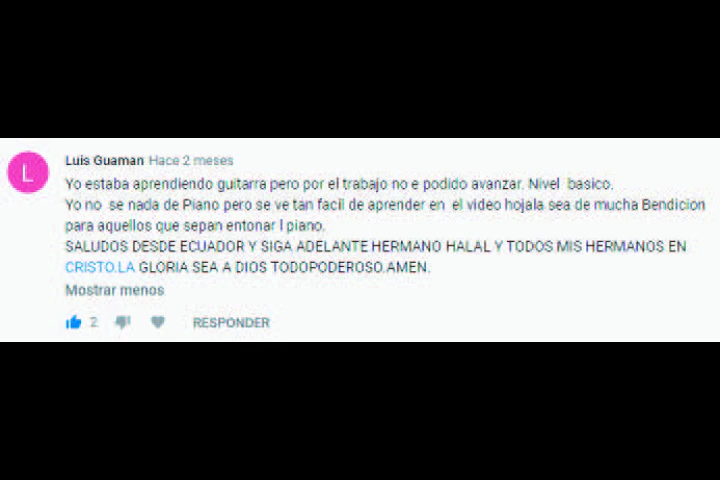 L
Luis Guaman Hace 2 meses
Yo estaba aprendiendo guitarra pero por el trabajo no e podido avanzar. Nivel basico.
Yo no se nada de Piano pero se ve tan facil de aprender en el video hojala sea de mucha Bendicion
para aquellos que sepan entonar l piano.
SALUDOS DESDE ECUADOR Y SIGA ADELANTE HERMANO HALAL Y TODOS MIS HERMANOS EN
CRISTO.LA GLORIA SEA A DIOS TODOPODEROSO.AMEN.
Mostrar menos
2 RESPONDER